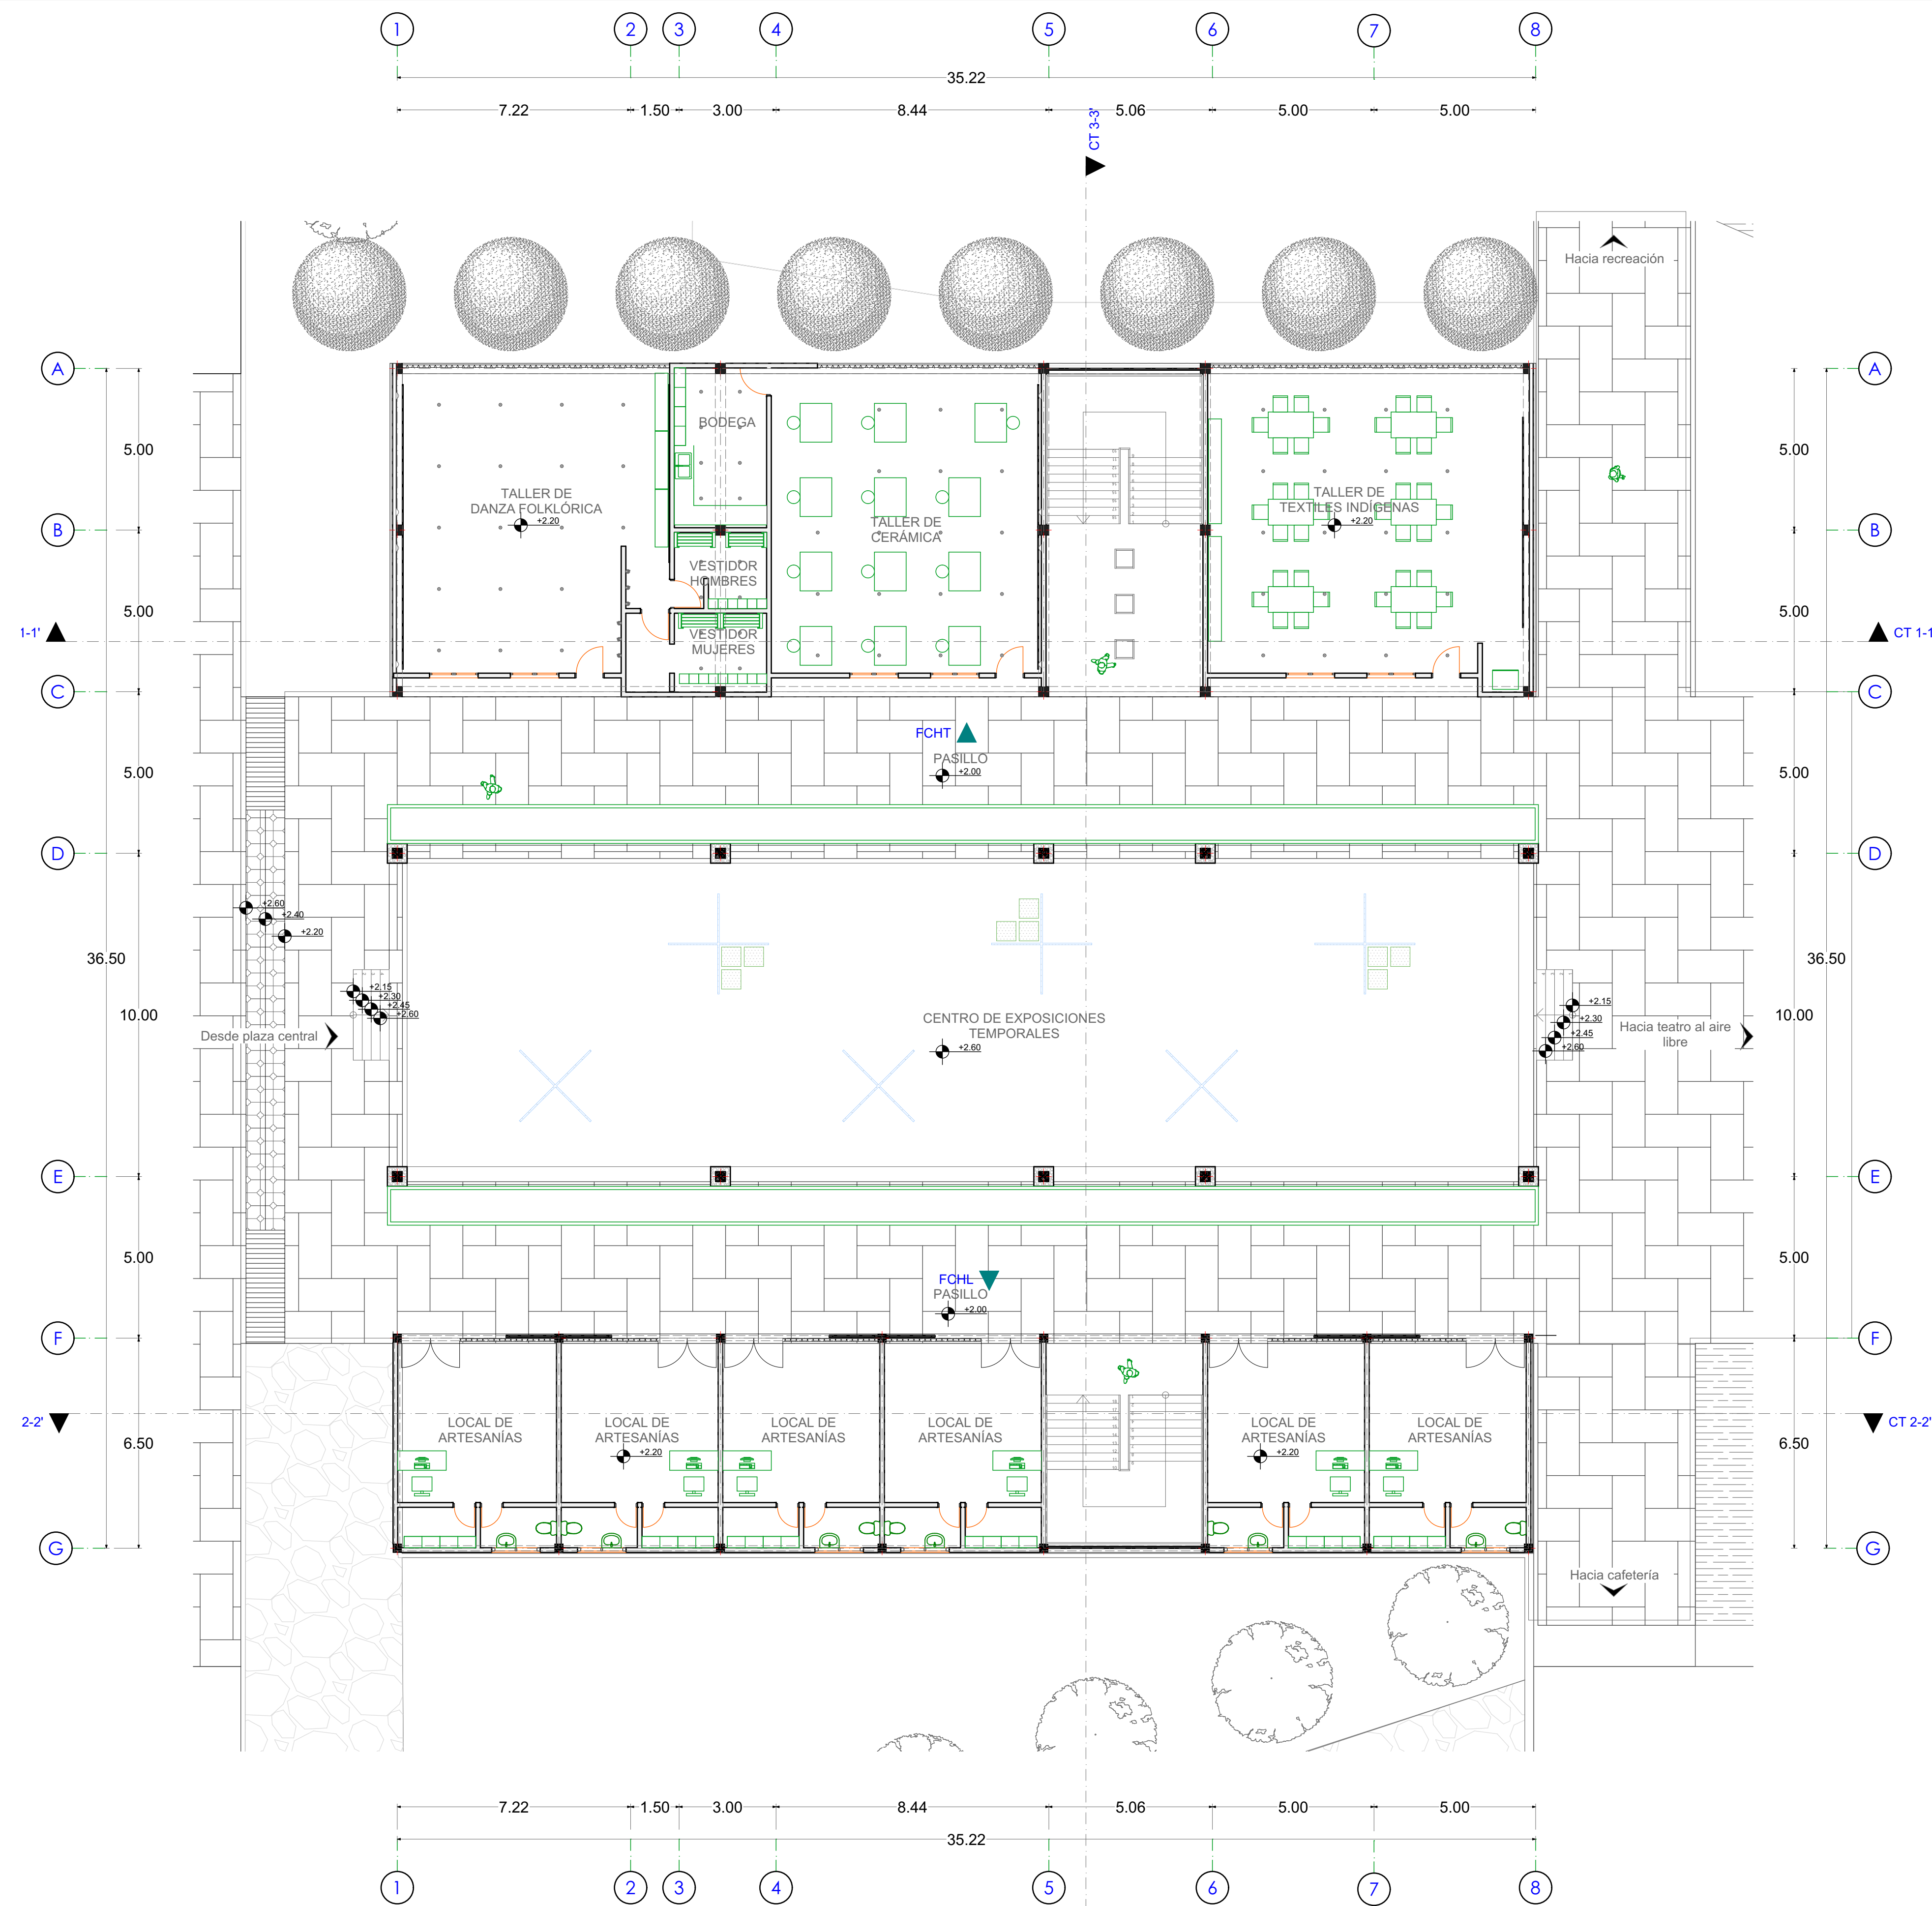 1 2 3 4 5 6 7 8
35.22
7.22 1.50 3.00 8.44 5.06 5.00 5.00
CT 3-3'
Hacia recreación
A A
BODEGA
5.00 5.00
TALLER DE
DANZA FOLKLÓRICA
+2.20
TALLER DE
CERÁMICA
TALLER DE
TEXTILES INDÍGENAS
+2.20
B B
VESTIDOR
HOMBRES
5.00 5.00
VESTIDOR
MUJERES
1-1' CT 1-1
C C
FCHT
PASILLO
+2.00
5.00 5.00
D D
+2.60
+2.40
+2.20
36.50 36.50
+2.15
+2.30
+2.45
+2.60
10.00 10.00
Desde plaza central
CENTRO DE EXPOSICIONES
TEMPORALES
+2.60
+2.15
+2.30
+2.45
+2.60
Hacia teatro al aire
libre
E E
5.00 5.00
FCHL
PASILLO
+2.00
F F
2-2' CT 2-2'
LOCAL DE
ARTESANÍAS
LOCAL DE
ARTESANÍAS
+2.20
LOCAL DE
ARTESANÍAS
LOCAL DE
ARTESANÍAS
LOCAL DE
ARTESANÍAS
+2.20
LOCAL DE
ARTESANÍAS
6.50 6.50
G G
Hacia cafetería
7.22 1.50 3.00 8.44 5.06 5.00 5.00
35.22
1 2 3 4 5 6 7 8